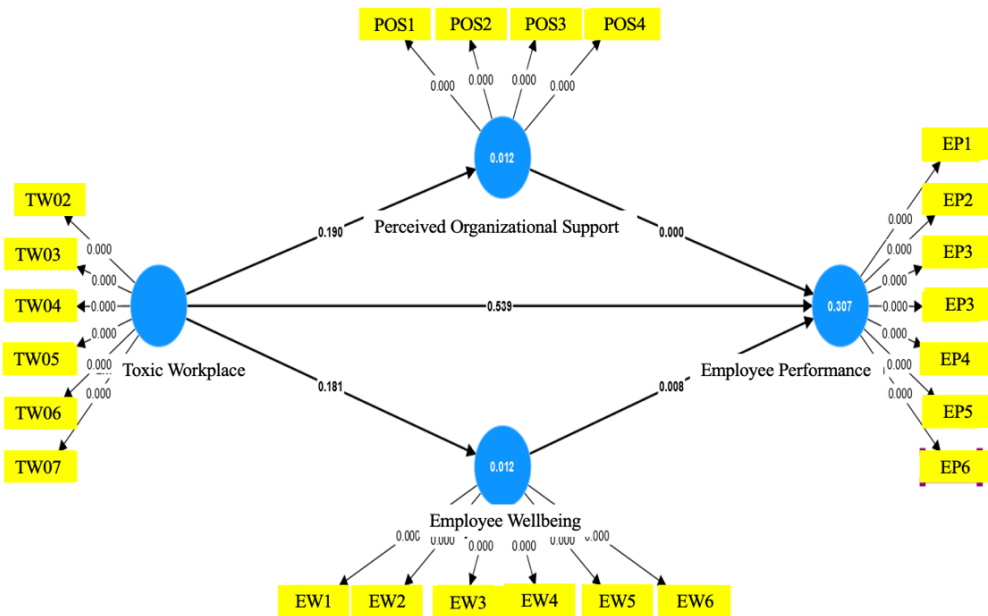 POS1 POS2 POS3 POS4
0.000 0.000 0.000 0.000
0.012
Perceived Organizational Support
TW02
TW03
TW04
TW05
TW06
TW07
0.000
0.000
0.000
0.000
0.000
0.000
Toxic Workplace
0.190
0.539
0.181
0.000
0.008
0.307
Employee Performance
EP1
EP2
EP3
EP3
EP4
EP5
EP6
0.000
0.000
0.000
0.000
0.000
0.000
0.000
0.012
Employee Wellbeing
0.000 0.000 0.000 0.000 0.000 0.000
EW1 EW2 EW3 EW4 EW5 EW6